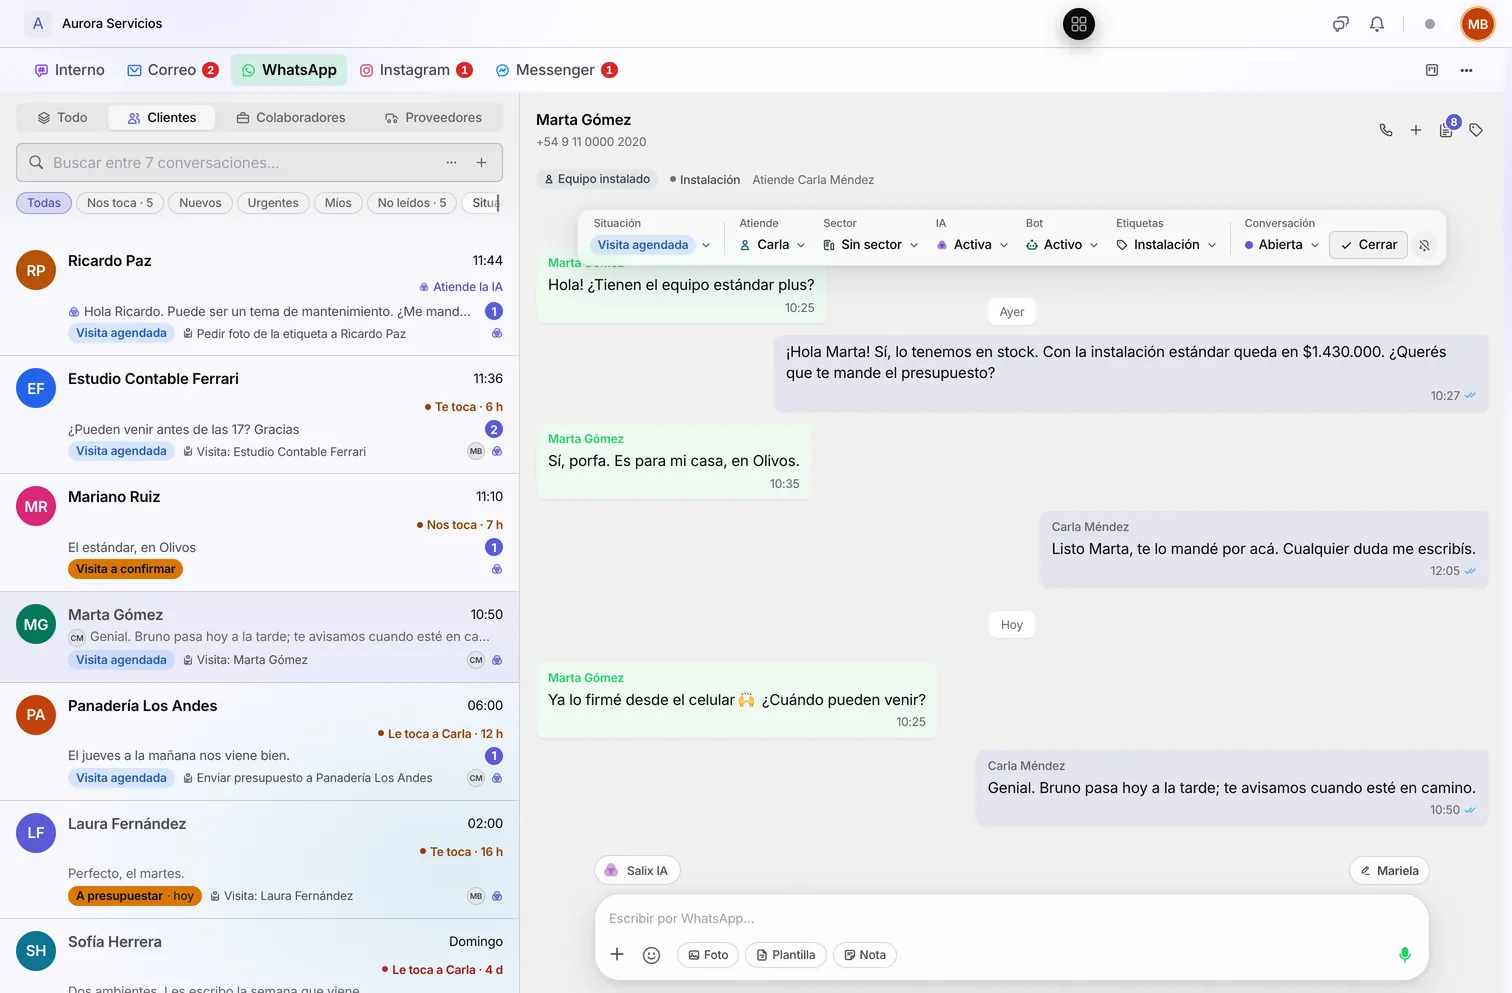 A Aurora Servicios
MB
Interno Correo 2 WhatsApp Instagram 1 Messenger 1
Todo Clientes Colaboradores Proveedores
Buscar entre 7 conversaciones...
Todas Nos toca · 5 Nuevos Urgentes Míos No leídos · 5
RP Ricardo Paz 11:44
Atiende la IA
Hola Ricardo. Puede ser un tema de mantenimiento. ¿Me mand... 1
Visita agendada Pedir foto de la etiqueta a Ricardo Paz
EF Estudio Contable Ferrari 11:36
Te toca · 6 h
¿Pueden venir antes de las 17? Gracias 2
Visita agendada Visita: Estudio Contable Ferrari MB
MR Mariano Ruiz 11:10
Nos toca · 7 h
El estándar, en Olivos 1
Visita a confirmar
MG Marta Gómez 10:50
CM Genial. Bruno pasa hoy a la tarde; te avisamos cuando esté en ca...
Visita agendada Visita: Marta Gómez CM
PA Panadería Los Andes 06:00
Le toca a Carla · 12 h
El jueves a la mañana nos viene bien. 1
Visita agendada Enviar presupuesto a Panadería Los Andes CM
LF Laura Fernández 02:00
Te toca · 16 h
Perfecto, el martes.
A presupuestar · hoy Visita: Laura Fernández MB
SH Sofía Herrera Domingo
Le toca a Carla · 4 d
Dos ambientes. Les escribo la semana que viene
Marta Gómez
+54 9 11 0000 2020
8
Equipo instalado Instalación Atiende Carla Méndez
Situación Atiende Sector IA Bot Etiquetas Conversación
Visita agendada Carla Sin sector Activa Activo Instalación Abierta Cerrar
Marta Gómez
Hola! ¿Tienen el equipo estándar plus?
10:25
Ayer
¡Hola Marta! Sí, lo tenemos en stock. Con la instalación estándar queda en $1.430.000. ¿Querés
que te mande el presupuesto?
10:27
Marta Gómez
Sí, porfa. Es para mi casa, en Olivos.
10:35
Carla Méndez
Listo Marta, te lo mandé por acá. Cualquier duda me escribís.
12:05
Hoy
Marta Gómez
Ya lo firmé desde el celular 🙌 ¿Cuándo pueden venir?
10:25
Carla Méndez
Genial. Bruno pasa hoy a la tarde; te avisamos cuando esté en camino.
10:50
Salix IA Mariela
Escribir por WhatsApp...
Foto Plantilla Nota